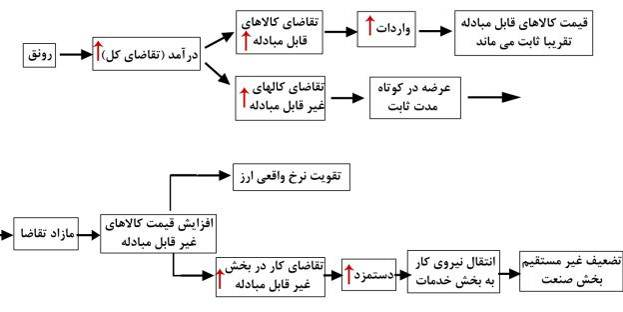 رونق
درآمد (تقاضای کل)
تقاضای کالاهای
قابل مبادله
واردات
قیمت کالاهای قابل مبادله
تقریبا ثابت می ماند
تقاضای کالهای
غیر قابل مبادله
عرضه در کوتاه
مدت ثابت
مازاد تقاضا
افزایش قیمت کالاهای
غیر قابل مبادله
تقویت نرخ واقعی ارز
تقاضای کار در بخش
غیر قابل مبادله
دستمزد
انتقال نیروی کار
به بخش خدمات
تضعیف غیر مستقیم
بخش صنعت